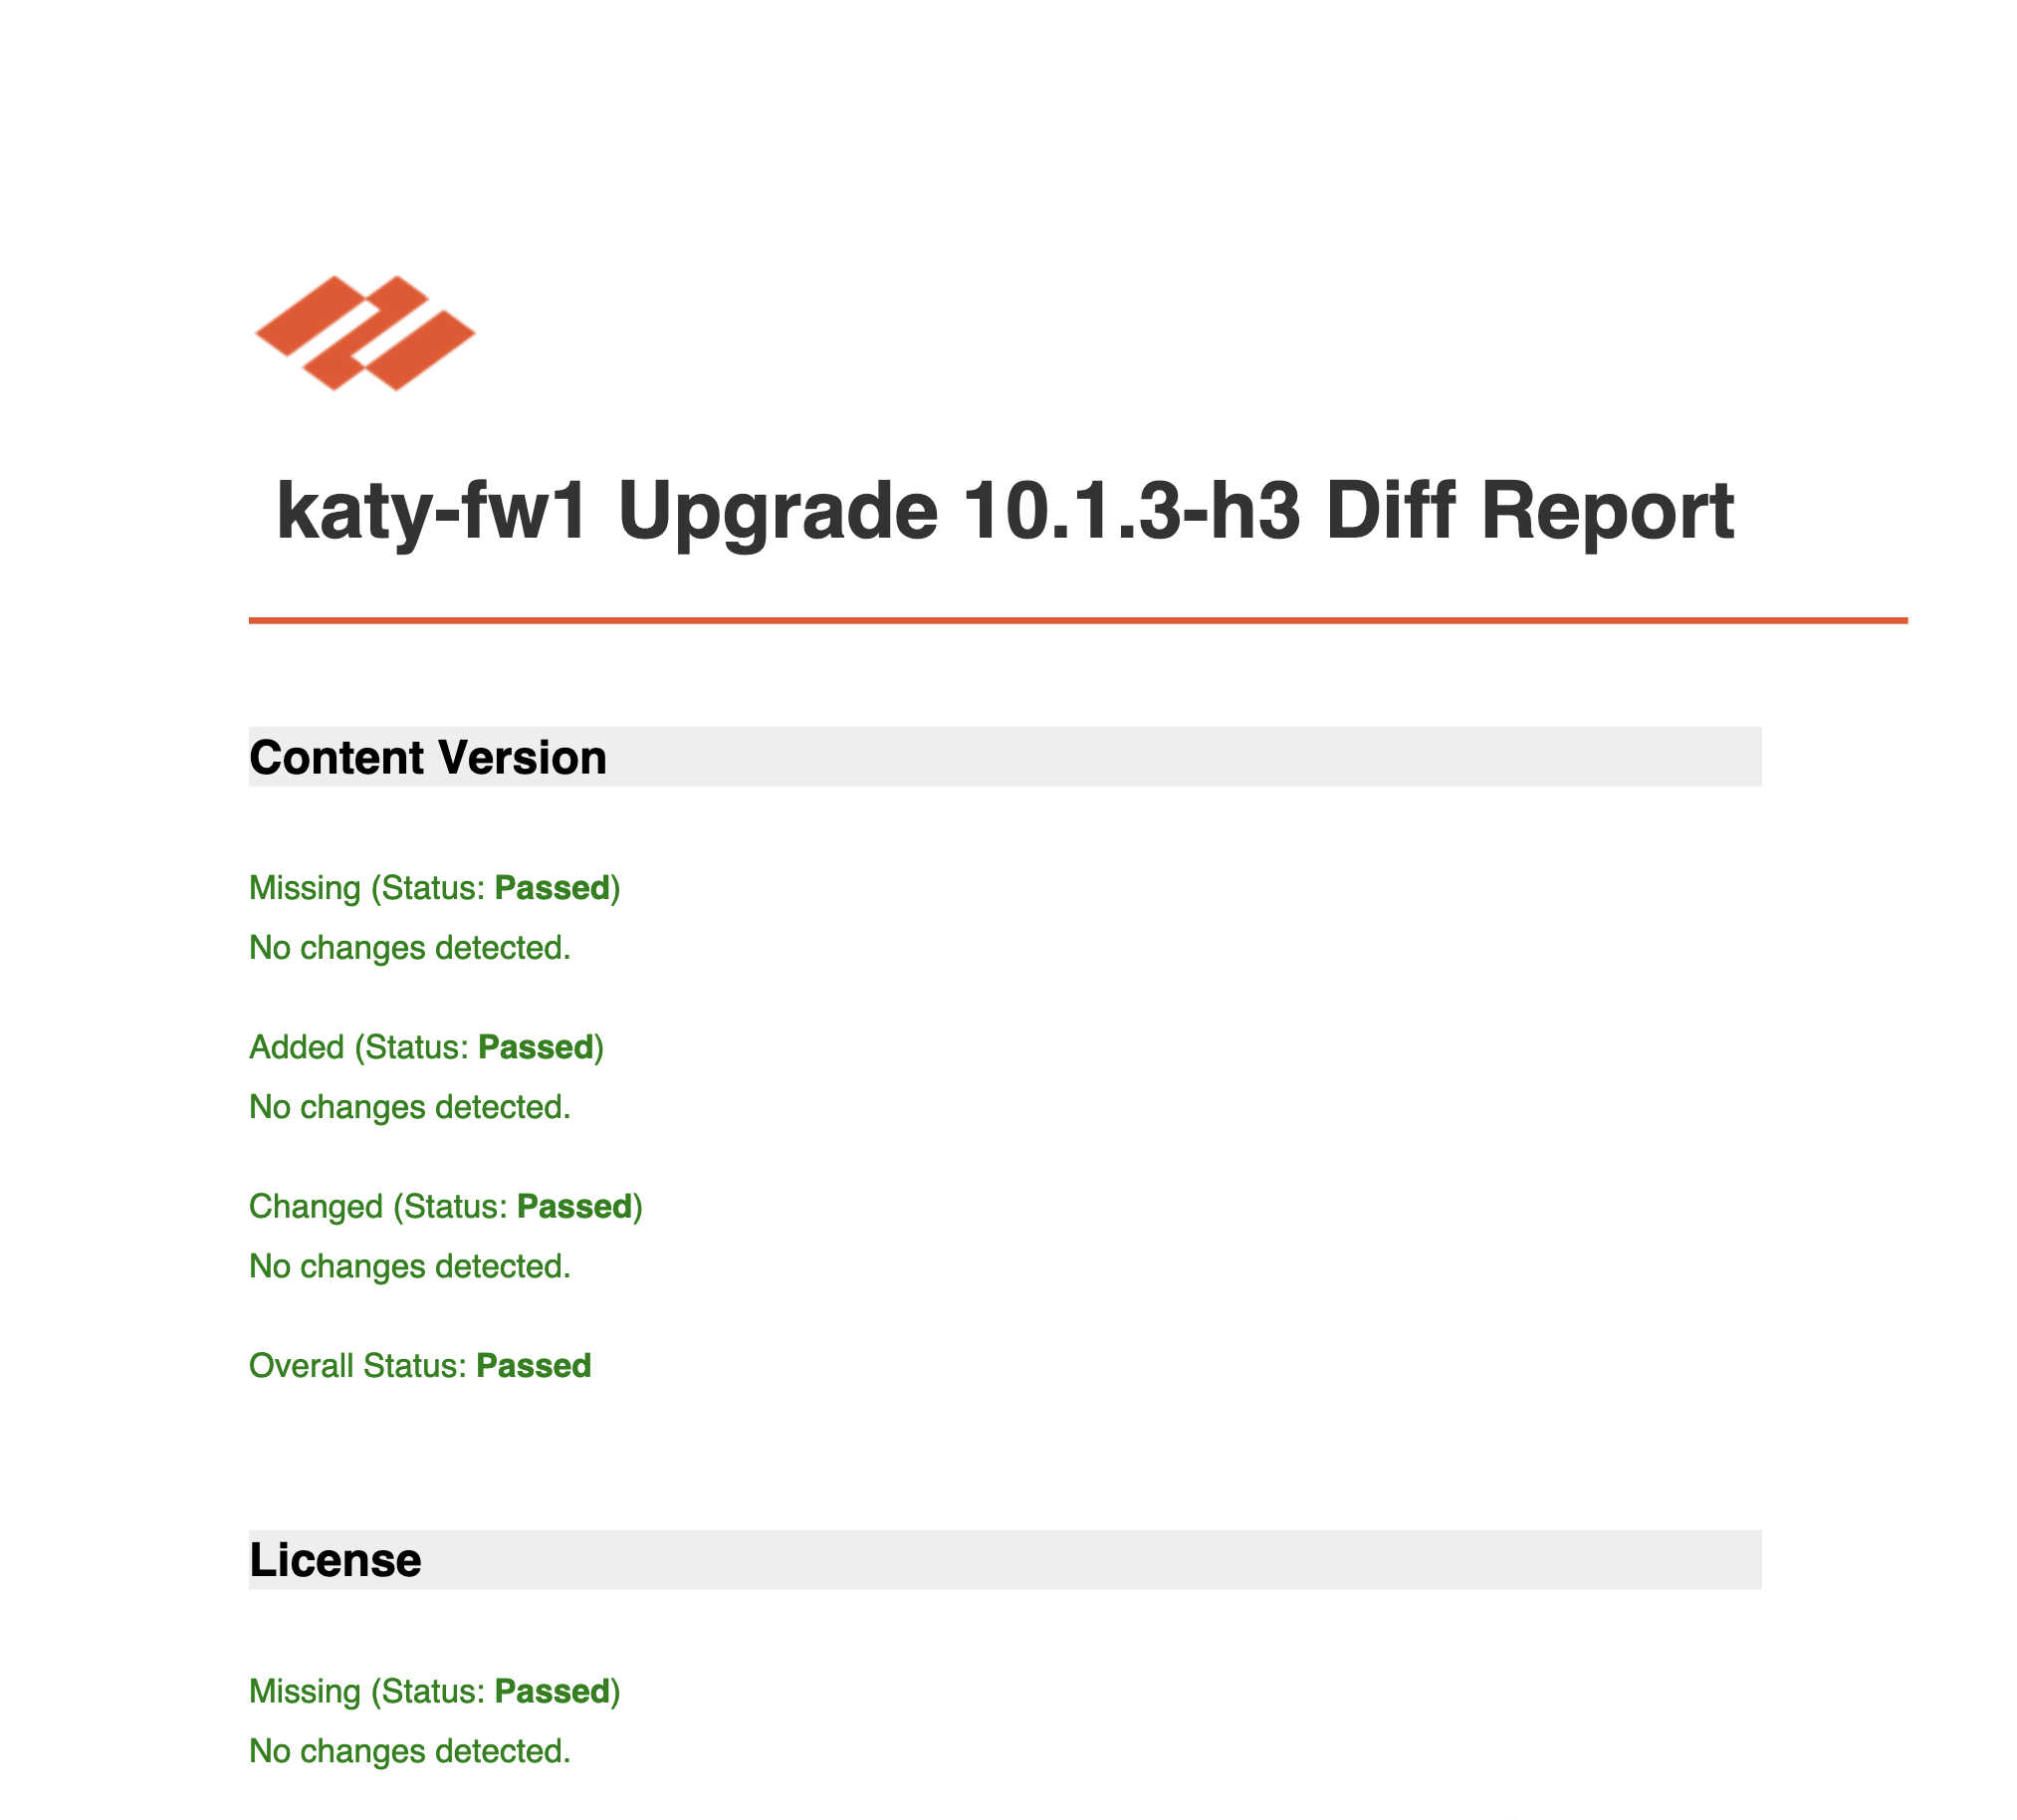 katy-fw1 Upgrade 10.1.3-h3 Diff Report
Content Version
Missing (Status: Passed)
No changes detected.
Added (Status: Passed)
No changes detected.
Changed (Status: Passed)
No changes detected.
Overall Status: Passed
License
Missing (Status: Passed)
No changes detected.